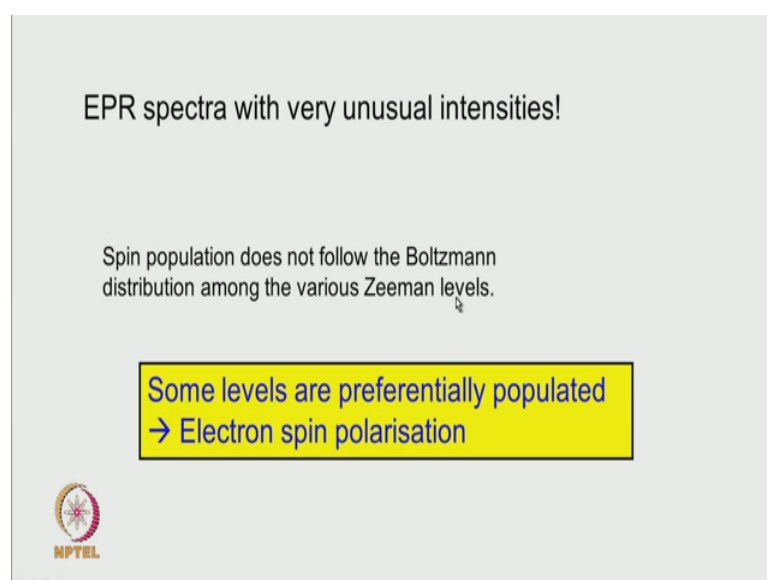 EPR spectra with very unusual intensities!
Spin population does not follow the Boltzmann
distribution among the various Zeeman levels.
Some levels are preferentially populated
→ Electron spin polarisation
NPTEL